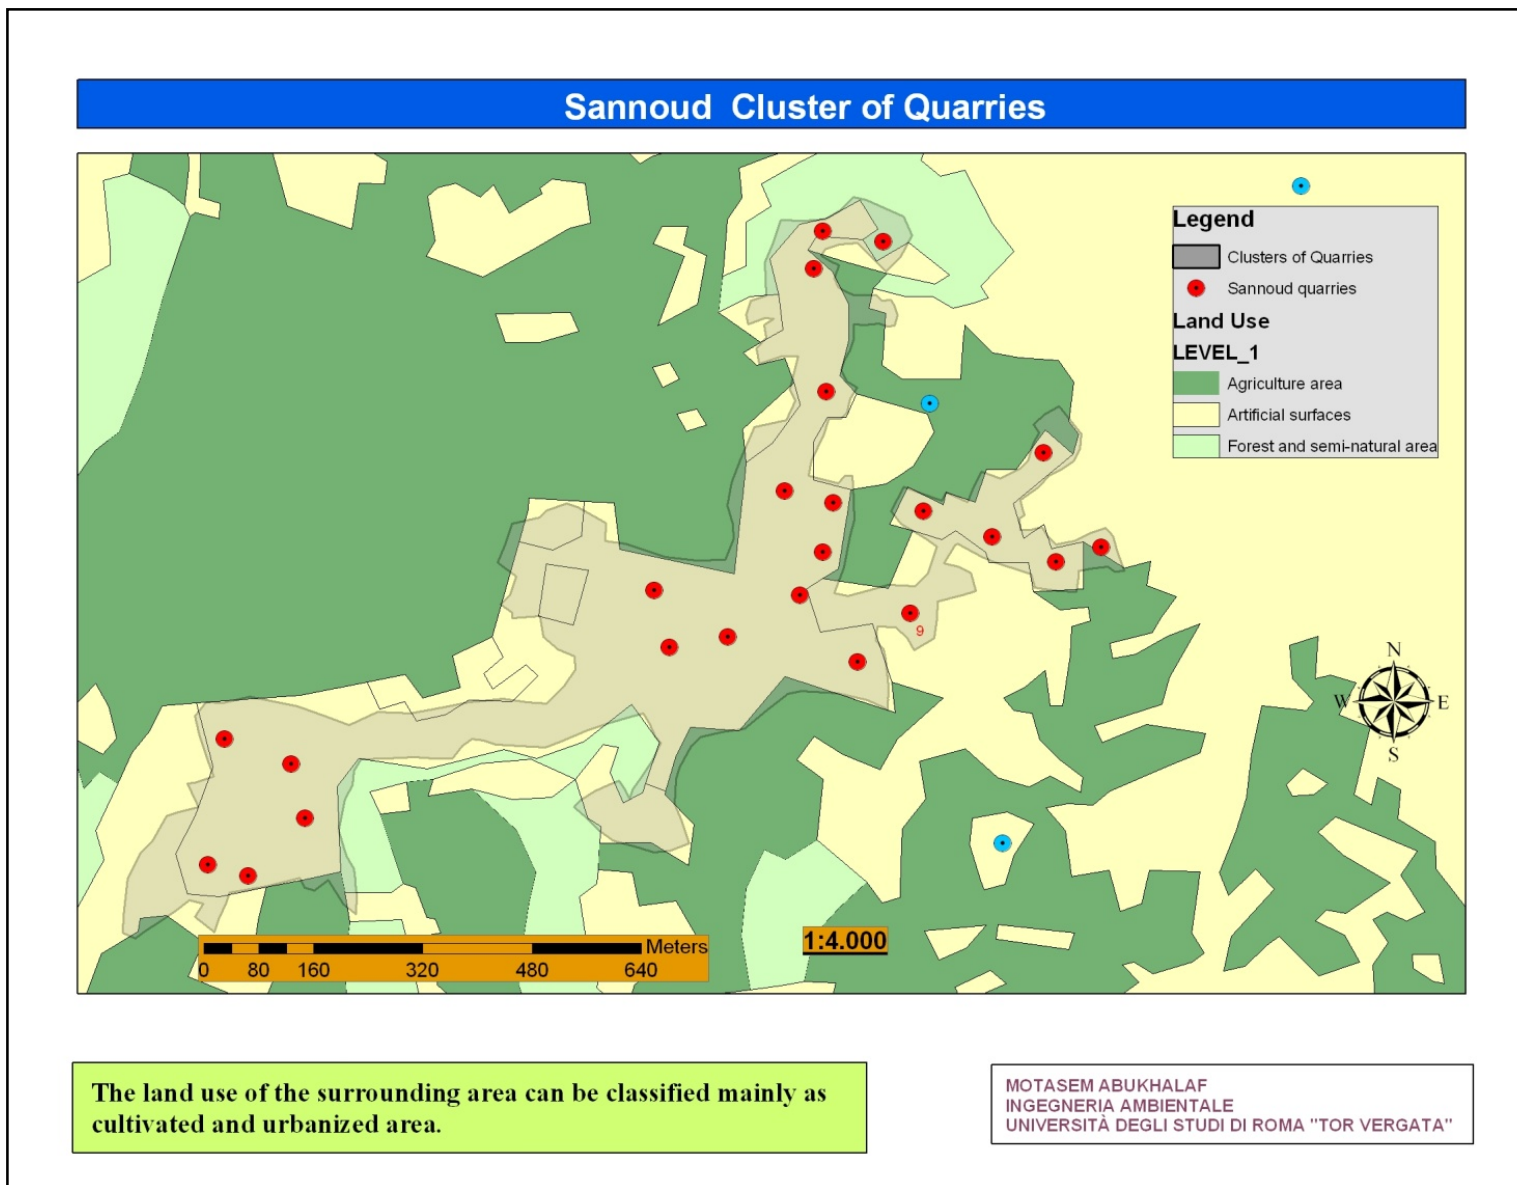 Sannoud Cluster of Quarries
Legend
Clusters of Quarries
Sannoud quarries
Land Use
LEVEL_1
Agriculture area
Artificial surfaces
Forest and semi-natural area
9
N
W E
S
Meters
0 80 160 320 480 640
1:4.000
The land use of the surrounding area can be classified mainly as
cultivated and urbanized area.
MOTASEM ABUKHALAF
INGEGNERIA AMBIENTALE
UNIVERSITÀ DEGLI STUDI DI ROMA "TOR VERGATA"